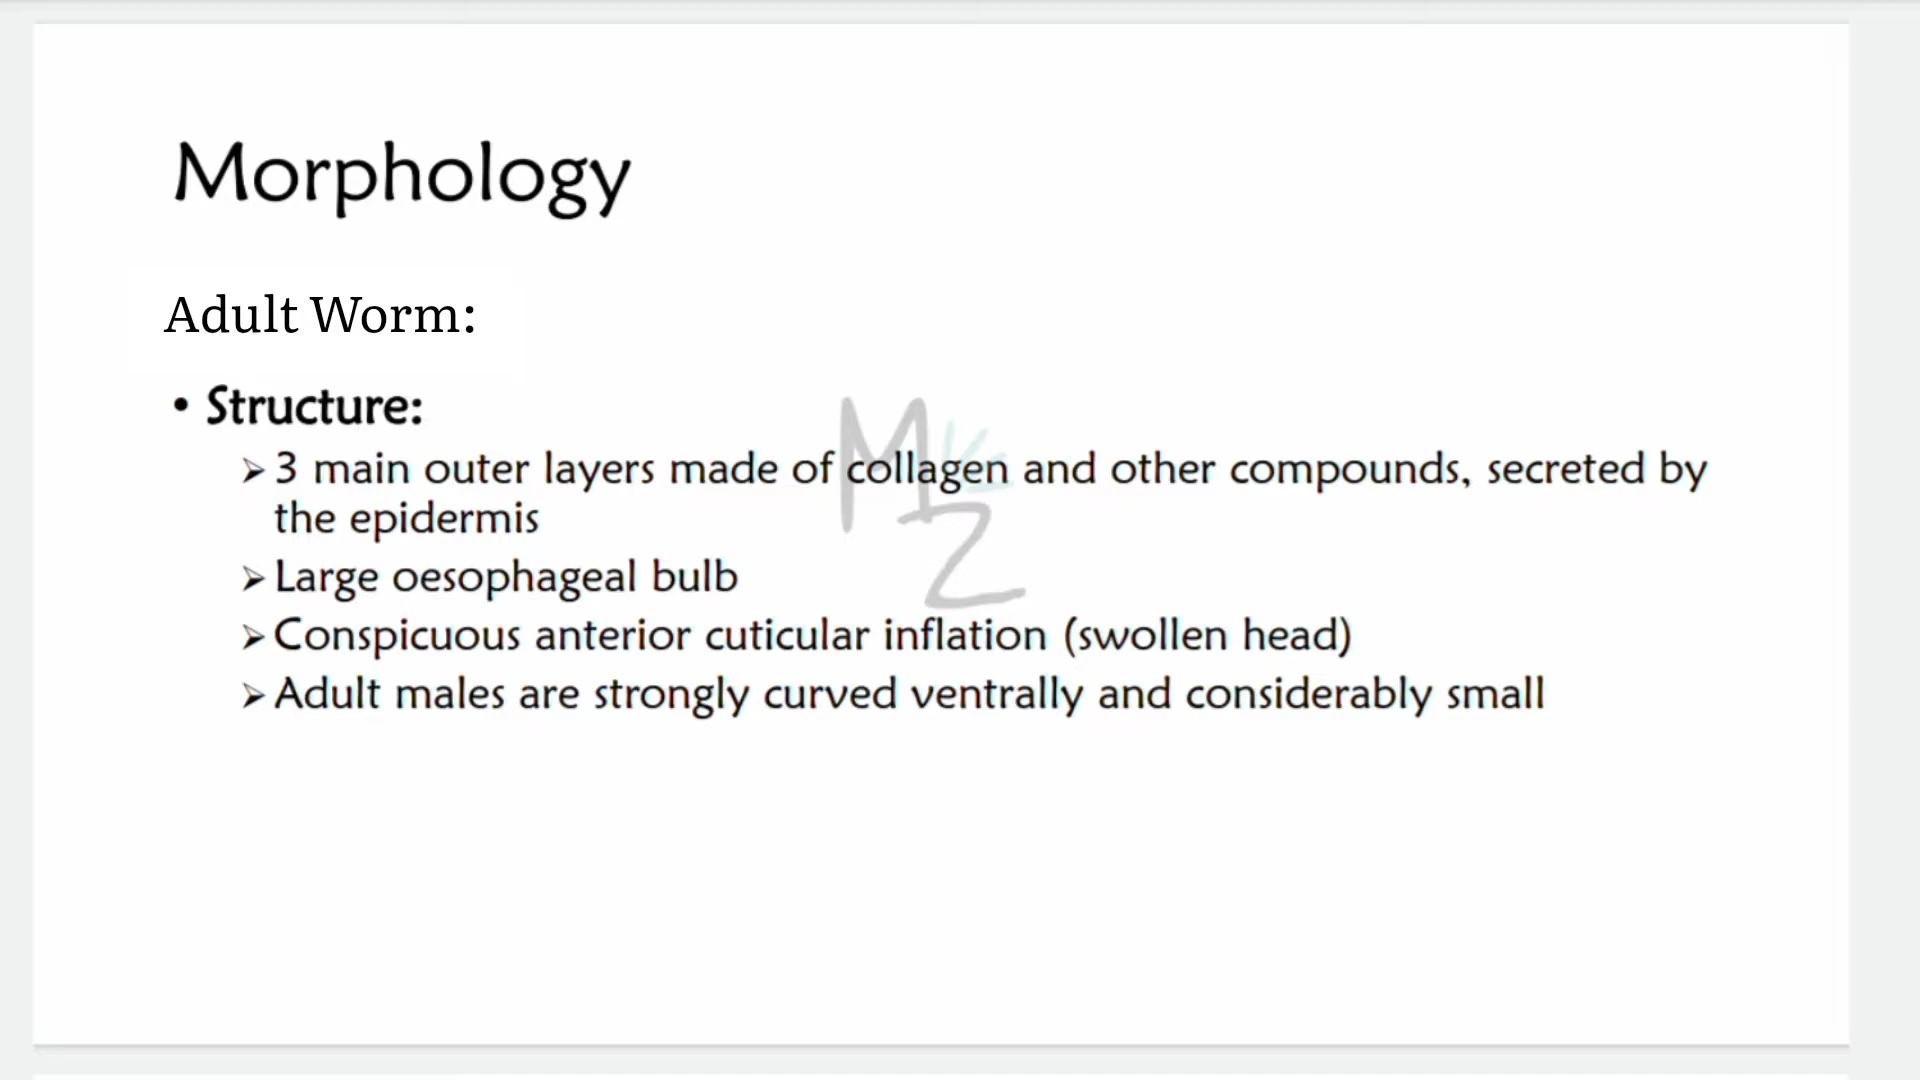 Morphology
Adult Worm:
• Structure:
➢ 3 main outer layers made of collagen and other compounds, secreted by
the epidermis
➢ Large oesophageal bulb
➢ Conspicuous anterior cuticular inflation (swollen head)
➢ Adult males are strongly curved ventrally and considerably small
MZ